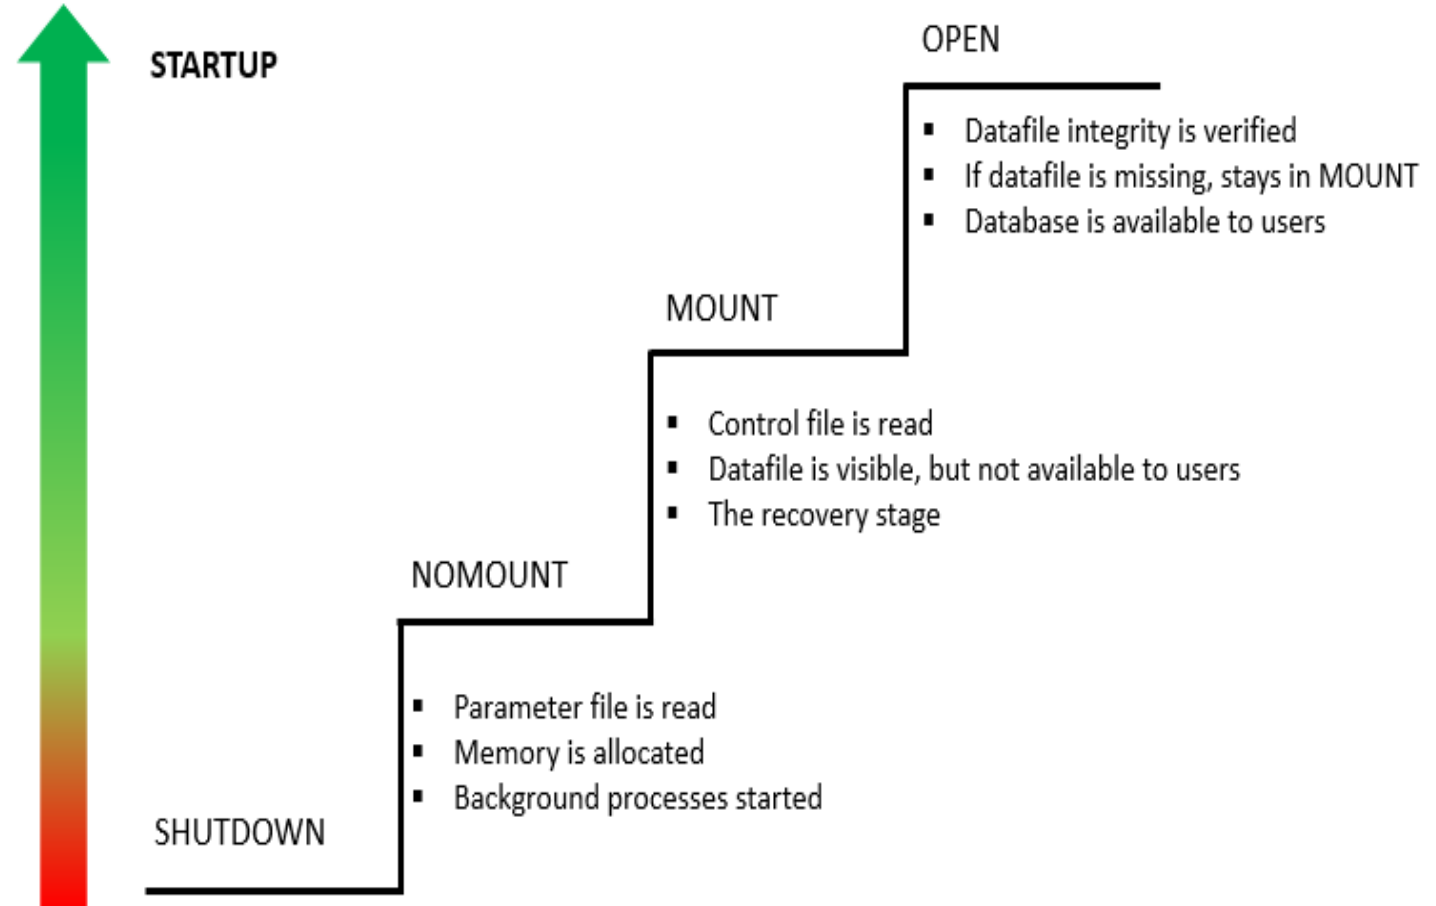 STARTUP
OPEN
▪ Datafile integrity is verified
▪ If datafile is missing, stays in MOUNT
▪ Database is available to users
MOUNT
▪ Control file is read
▪ Datafile is visible, but not available to users
▪ The recovery stage
NOMOUNT
▪ Parameter file is read
▪ Memory is allocated
▪ Background processes started
SHUTDOWN